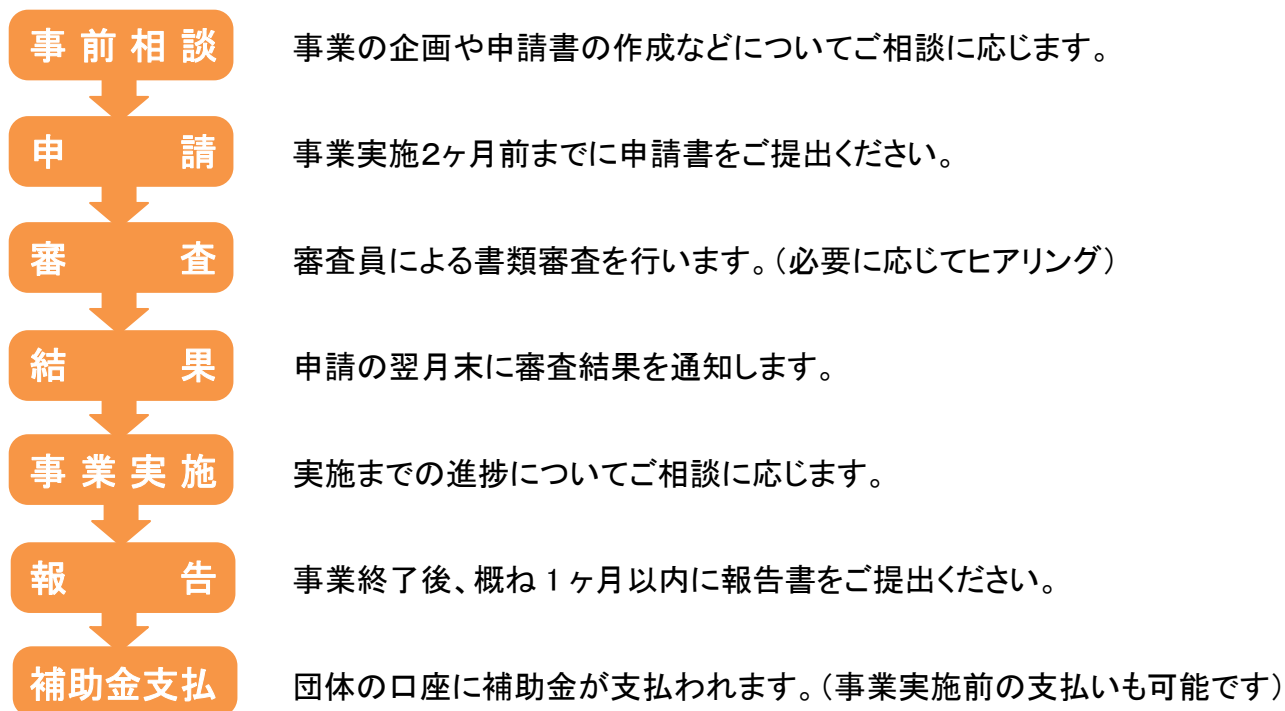 事前相談 事業の企画や申請書の作成などについてご相談に応じます。
申請 事業実施２ヶ月前までに申請書をご提出ください。
審査 審査員による書類審査を行います。（必要に応じてヒアリング）
結果 申請の翌月末に審査結果を通知します。
事業実施 実施までの進捗についてご相談に応じます。
報告 事業終了後、概ね１ヶ月以内に報告書をご提出ください。
補助金支払 団体の口座に補助金が支払われます。（事業実施前の支払いも可能です）